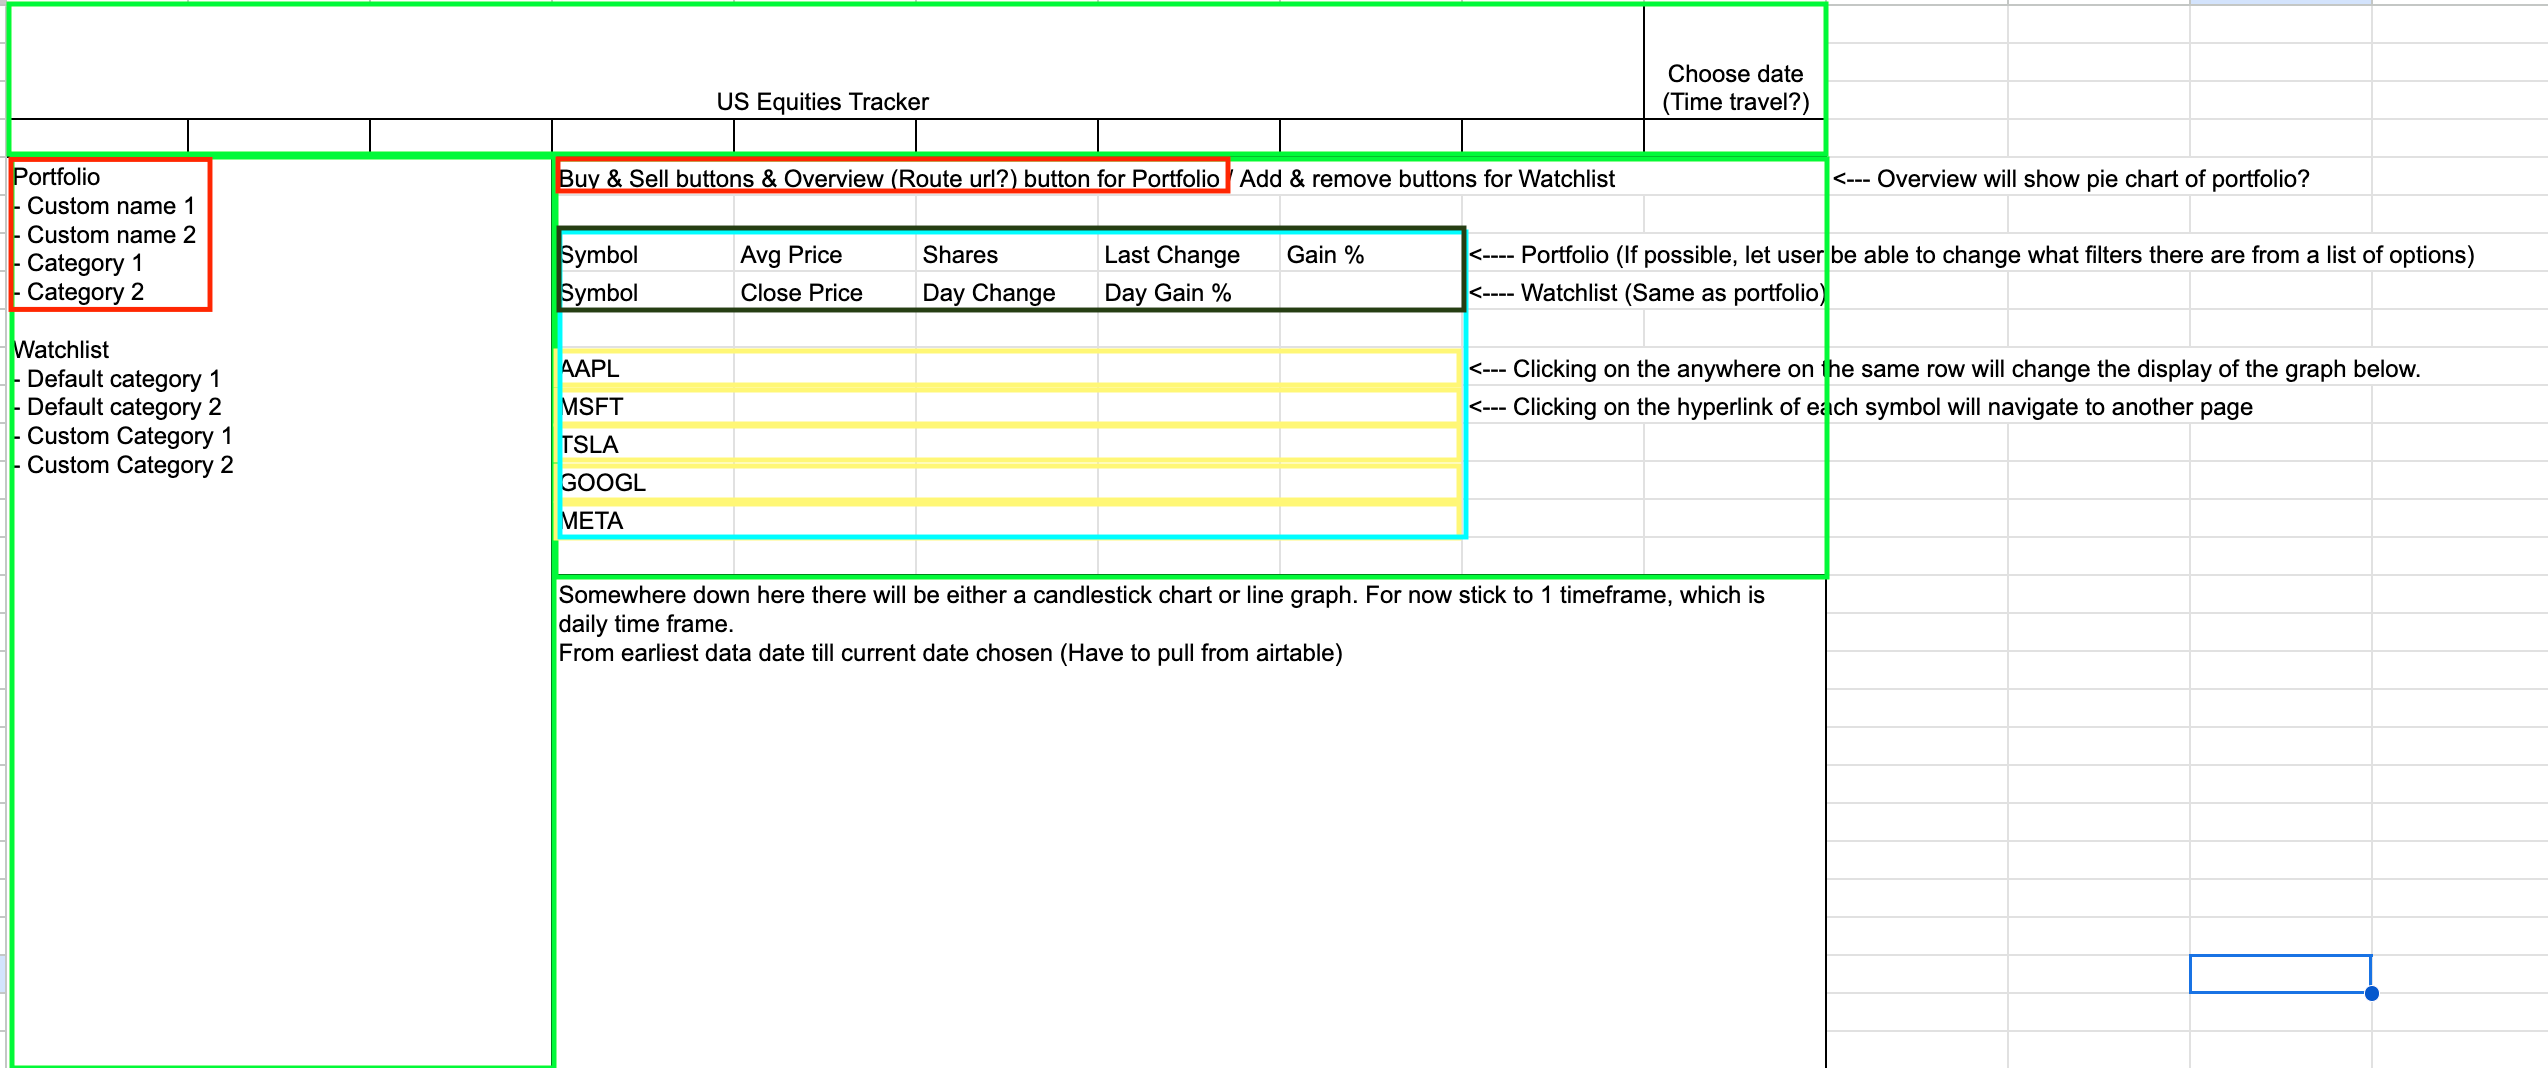 US Equities Tracker
Choose date
(Time travel?)
Portfolio
- Custom name 1
- Custom name 2
- Category 1
- Category 2
Watchlist
- Default category 1
- Default category 2
- Custom Category 1
- Custom Category 2
Buy & Sell buttons & Overview (Route url?) button for Portfolio / Add & remove buttons for Watchlist <--- Overview will show pie chart of portfolio?
Symbol Avg Price Shares Last Change Gain % <---- Portfolio (If possible, let user be able to change what filters there are from a list of options)
Symbol Close Price Day Change Day Gain % <---- Watchlist (Same as portfolio)
AAPL <--- Clicking on the anywhere on the same row will change the display of the graph below.
MSFT <--- Clicking on the hyperlink of each symbol will navigate to another page
TSLA
GOOGL
META
Somewhere down here there will be either a candlestick chart or line graph. For now stick to 1 timeframe, which is
daily time frame.
From earliest data date till current date chosen (Have to pull from airtable)